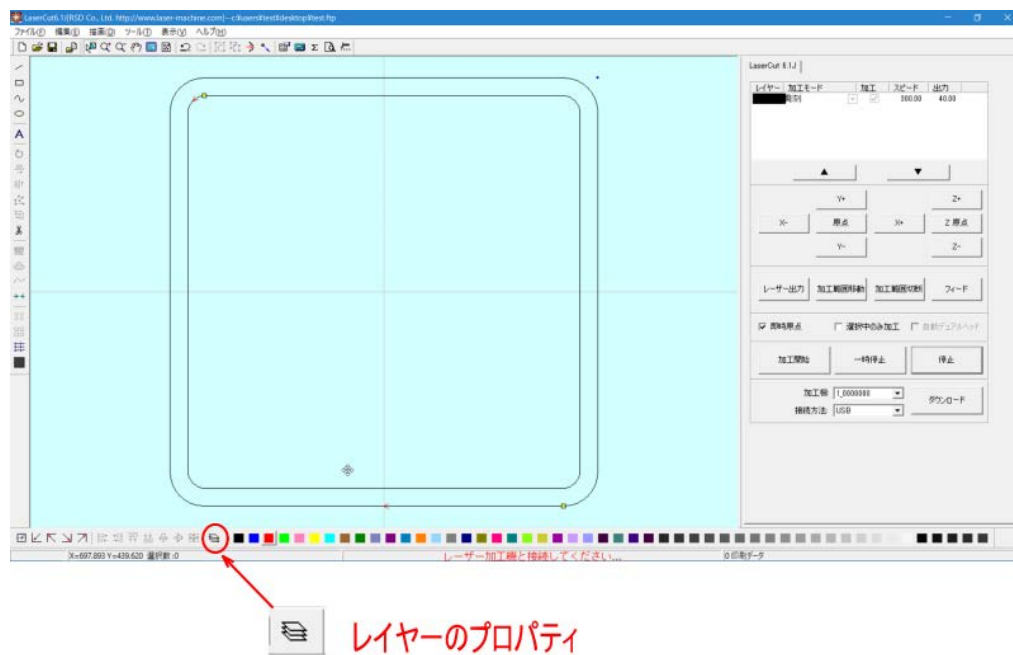 LaserCut6.1/(RSD Co., Ltd. http://www.laser-machine.com)--c:¥users¥test¥desktop¥test.ftp
ファイル(F) 編集(E) 描画(D) ツール(T) 表示(V) ヘルプ(H)
LaserCut 6.1J
レイヤー 加工モード 加工 スピード 出力
彫刻 300.00 40.00
▲ ▼
Y+ Z+
X- 原点 X+ Z 原点
Y- Z-
レーザー出力 加工範囲移動 加工範囲切断 フィード
即時原点 選択中のみ加工 自動デュアルヘッド
加工開始 一時停止 停止
加工機: 1_0000000
ダウンロード
接続方法: USB
X=697.893 Y=439.620 選択数 :0 レーザー加工機と接続してください... 0 印刷データ
レイヤーのプロパティ